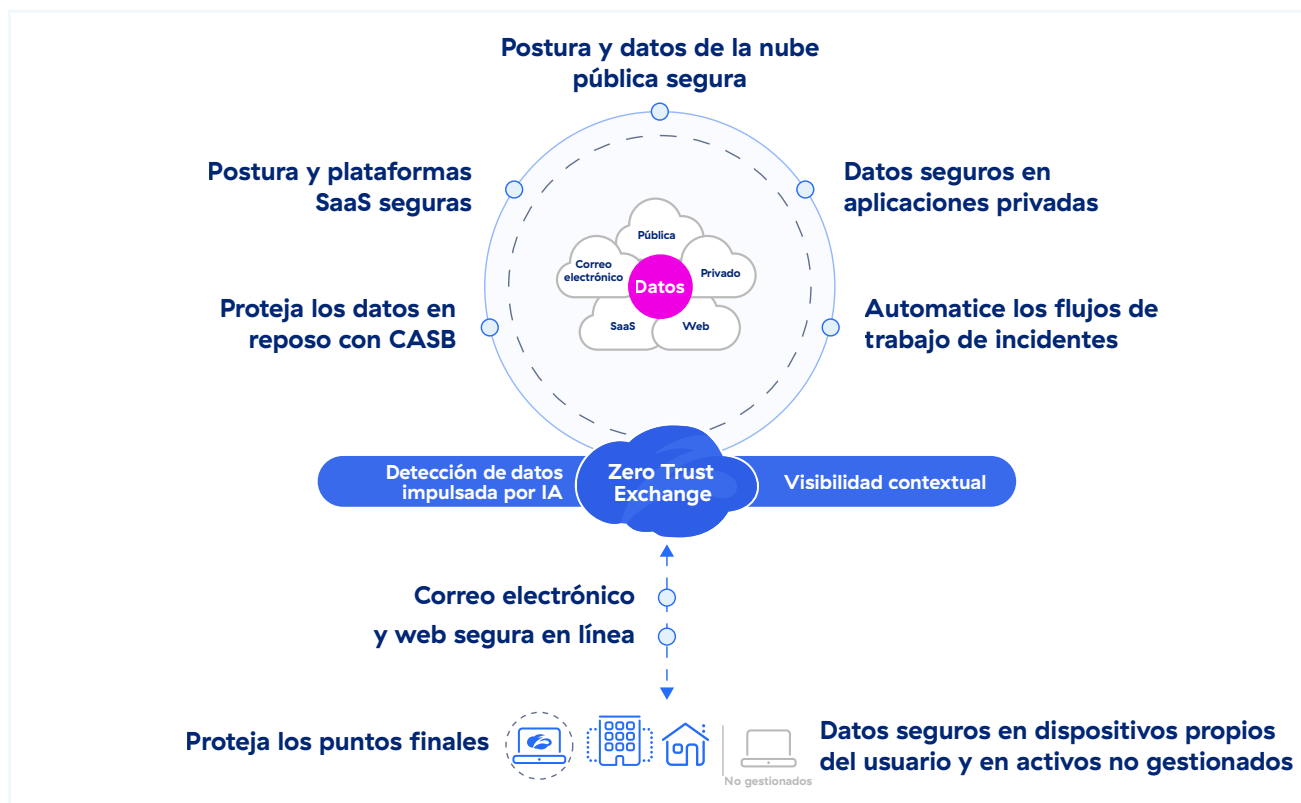 Postura y datos de la nube
pública segura
Postura y plataformas
SaaS seguras
Datos seguros en
aplicaciones privadas
Pública
Correo
electrónico
Privado
Datos
SaaS
Web
Proteja los datos en
reposo con CASB
Automatice los flujos de
trabajo de incidentes
Detección de datos
impulsada por IA
Zero Trust
Exchange
Visibilidad contextual
Correo electrónico
y web segura en línea
Proteja los puntos finales
No gestionados
Datos seguros en dispositivos propios
del usuario y en activos no gestionados